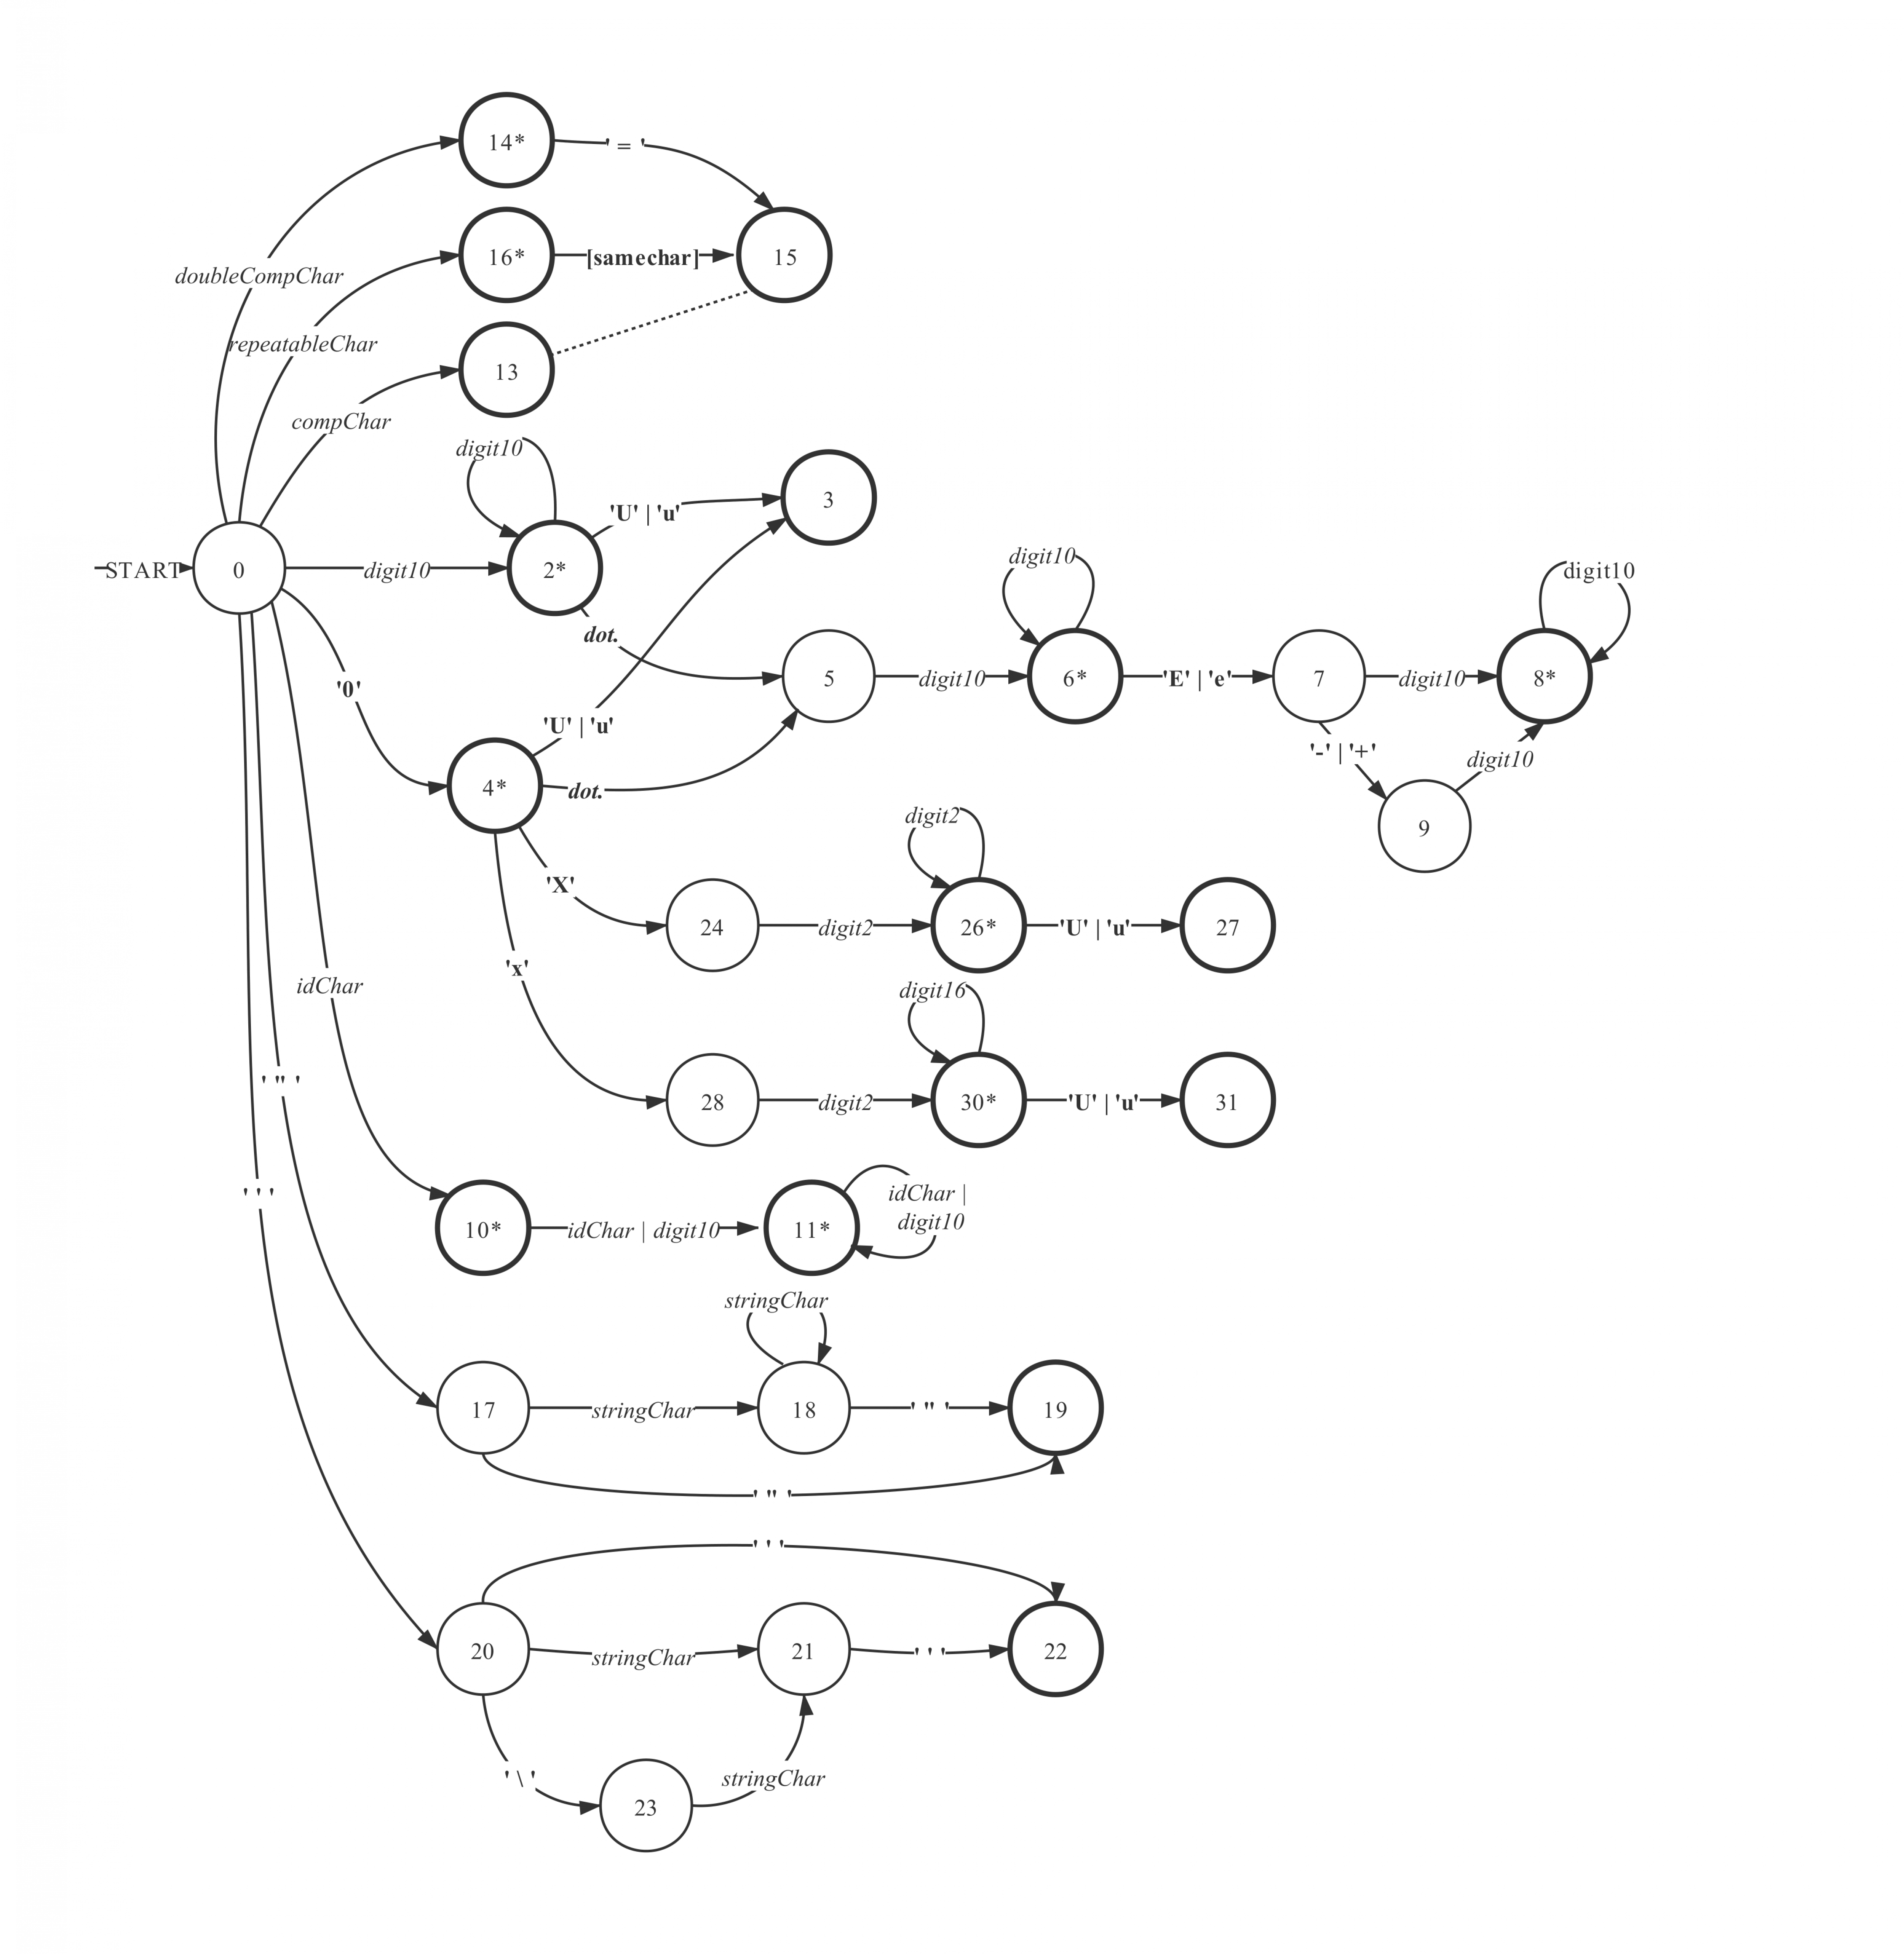 14*
' = '
16*
[samechar]
15
doubleCompChar
repeatableChar
13
compChar
digit10
'U' | 'u'
3
START
0
digit10
2*
dot.
digit10
digit10
5
digit10
6*
'E' | 'e'
7
digit10
8*
'0'
'U' | 'u'
'-' | '+'
digit10
4*
dot.
9
digit2
'X'
24
digit2
26*
'U' | 'u'
27
'x'
idChar
digit16
' " '
28
digit2
30*
'U' | 'u'
31
' ' '
idChar |
digit10
10*
idChar | digit10
11*
stringChar
17
stringChar
18
' " '
19
' " '
' ' '
20
stringChar
21
' ' '
22
' \ '
stringChar
23